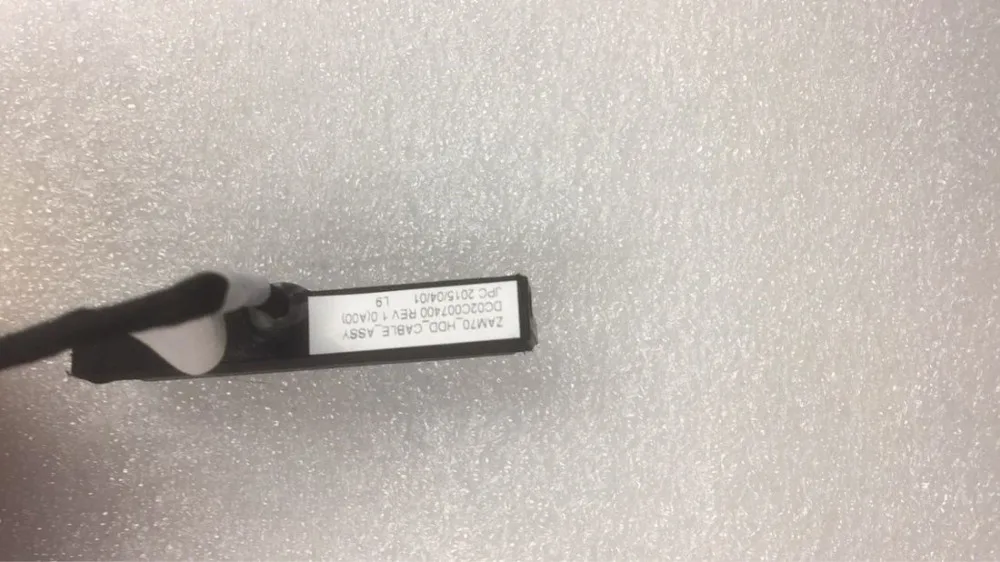 ZAM70_HDD_CABLE_ASSY
DC02C007400 REV 1.0(A00)
JPC 2015/04/01 L9